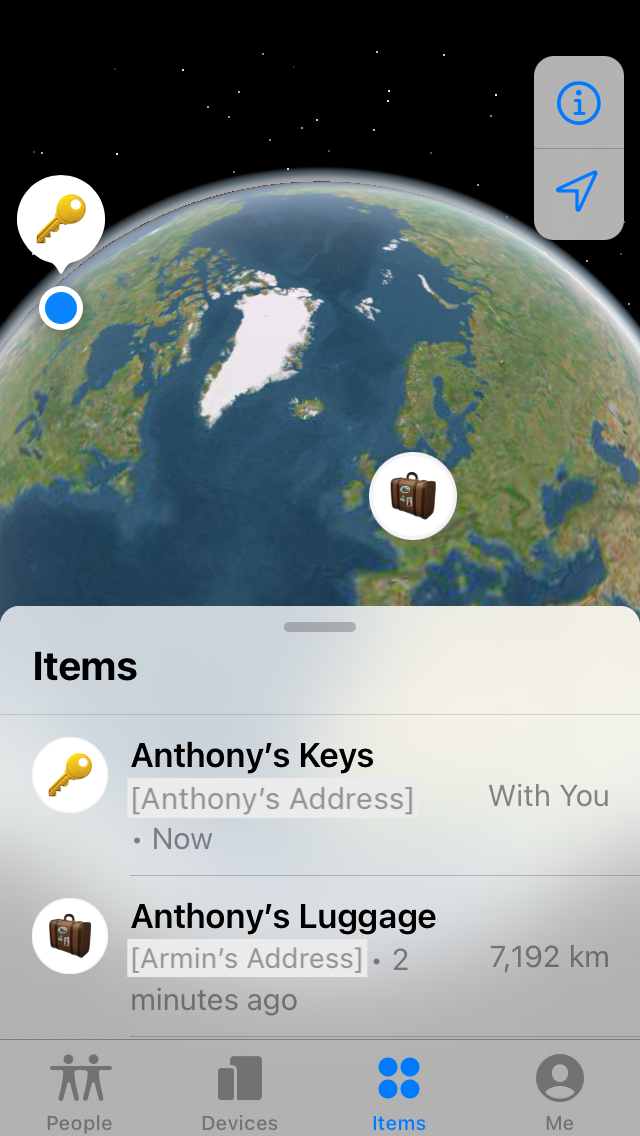 Items
Anthony's Keys
[Anthony's Address]
With You
• Now
Anthony's Luggage
[Armin's Address] • 2
7,192 km
minutes ago
People
Devices
Items
Me